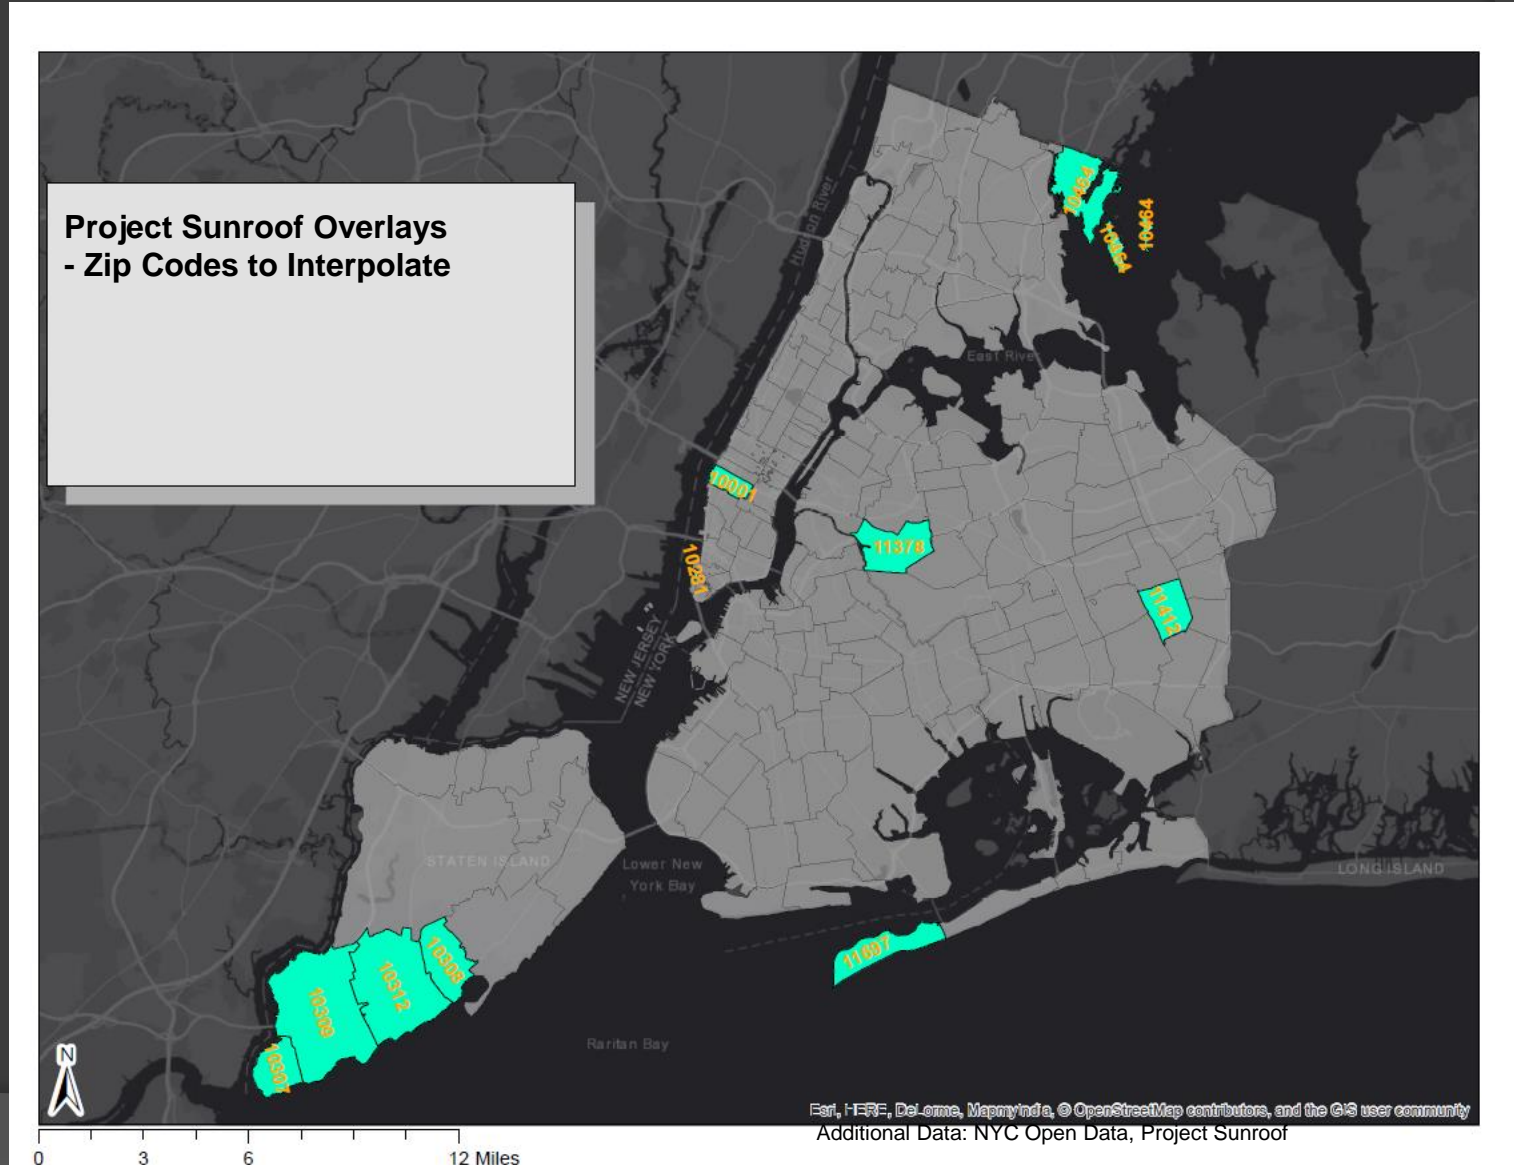 Project Sunroof Overlays
- Zip Codes to Interpolate
Hudson River
10464
10464
10464
East River
10001
11378
10281
11412
NEW JERSEY
NEW YORK
STATEN ISLAND
Lower New
York Bay
LONG ISLAND
11697
10308
10312
10309
10307
Raritan Bay
N
Esri, HERE, DeLorme, MapmyIndia, © OpenStreetMap contributors, and the GIS user community
Additional Data: NYC Open Data, Project Sunroof
0 3 6 12 Miles